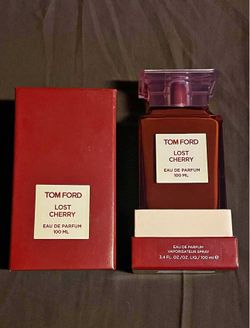 TOM FORD
LOST
CHERRY
EAU DE PARFUM
100 ML
TOM FORD
LOST
CHERRY
EAU DE PARFUM
100 ML
EAU DE PARFUM
VAPORISATEUR SPRAY
3.4 FL.OZ./OZ. LIQ./100 ml ℮